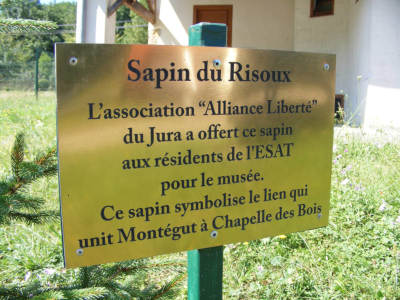 Sapin du Risoux
L'association "Alliance Liberté"
du Jura a offert ce sapin
aux résidents de l'ESAT
pour le musée.
Ce sapin symbolise le lien qui
unit Montégut à Chapelle des Bois